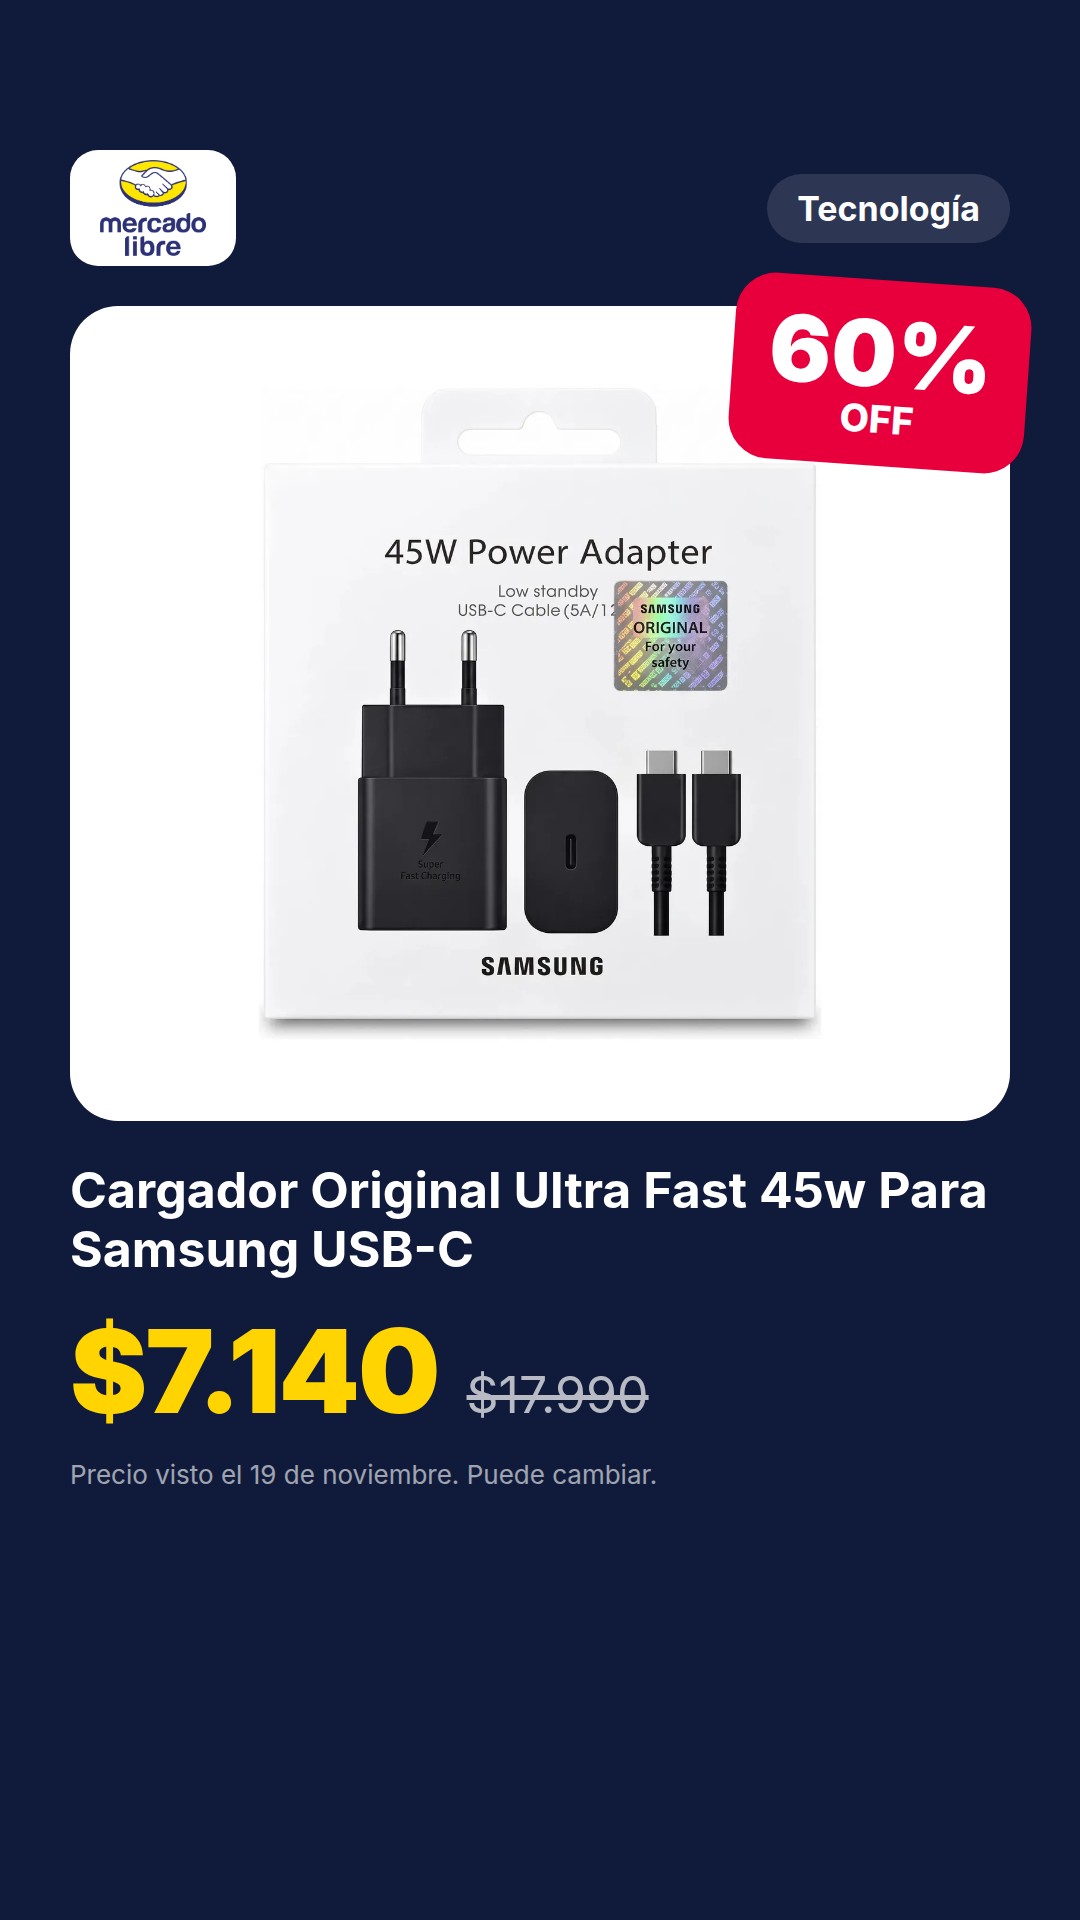 mercado
libre
Tecnología
60%
OFF
45W Power Adapter
Low standby
USB-C Cable (5A/1
SAMSUNG
ORIGINAL
For your
safety
Super
Fast Charging
SAMSUNG
Cargador Original Ultra Fast 45w Para
Samsung USB-C
$7.140 $17.990
Precio visto el 19 de noviembre. Puede cambiar.